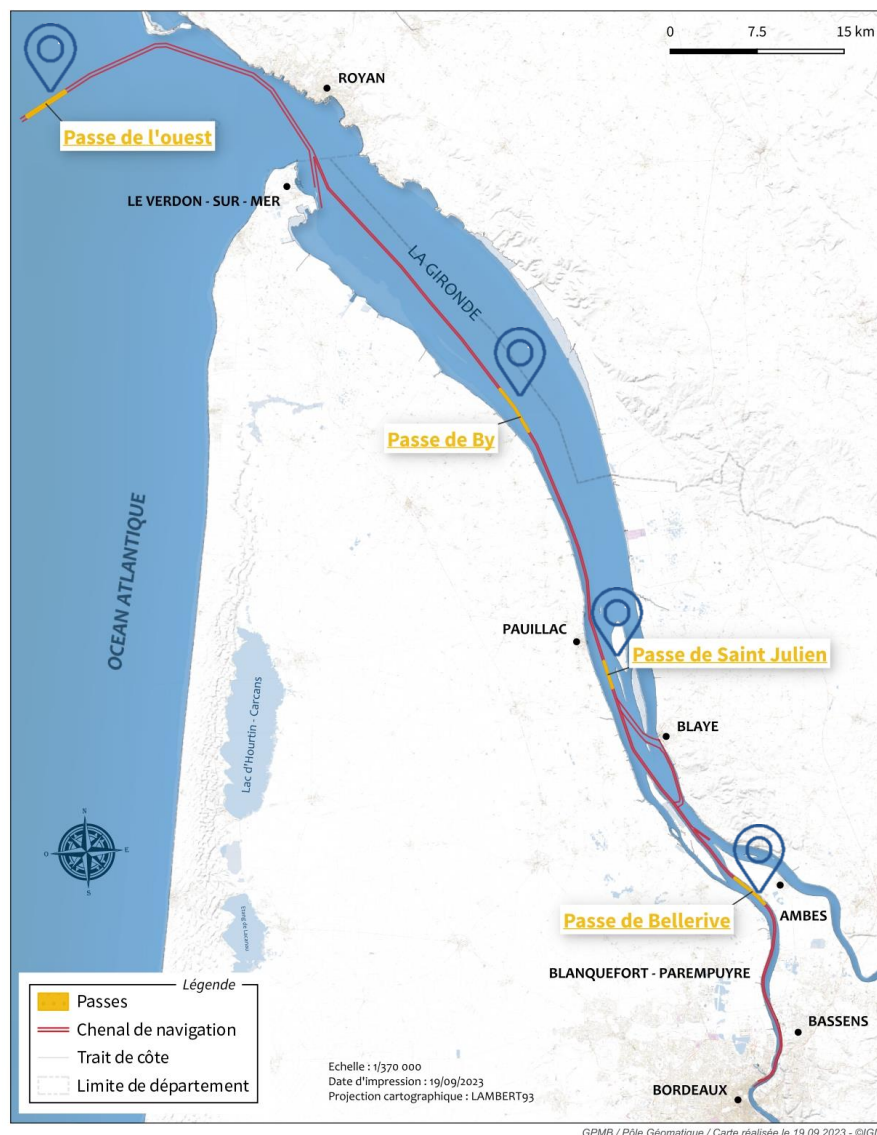 0 7.5 15 km
ROYAN
Passe de l'ouest
LE VERDON - SUR - MER
LA GIRONDE
Passe de By
OCEAN ATLANTIQUE
PAUILLAC
Passe de Saint Julien
Lac d'Hourtin - Carcans
BLAYE
N
O E
S
AMBES
Passe de Bellerive
BLANQUEFORT - PAREMPUYRE
BASSENS
Légende
Passes
Chenal de navigation
Trait de côte
Limite de département
Echelle : 1/370 000
Date d'impression : 19/09/2023
Projection cartographique : LAMBERT93
BORDEAUX
GPMB / Pôle Géomatique / Carte réalisée le 19.09.2023 - ©IGN